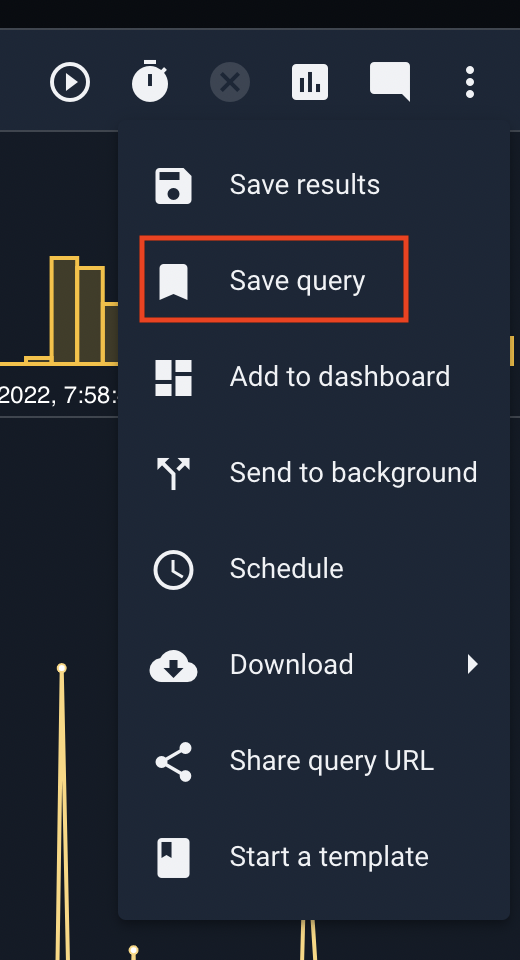 Save results
Save query
2022, 7:58:
Add to dashboard
Send to background
Schedule
Download
Share query URL
Start a template